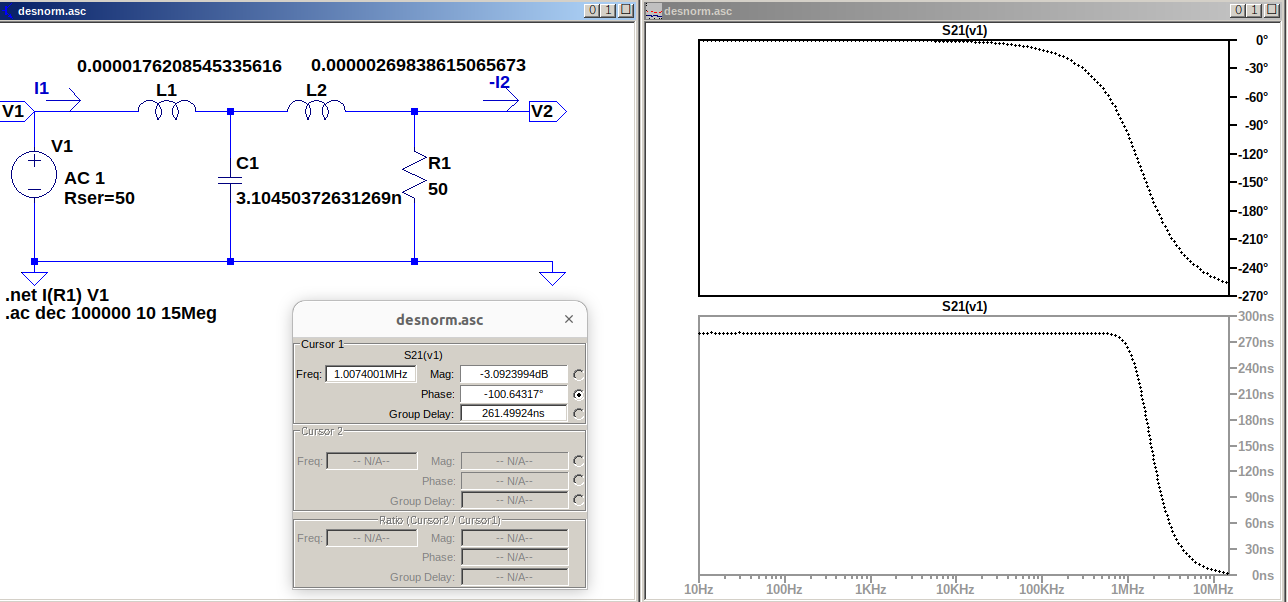 desnorm.asc
0.0000176208545335616 0.00000269838615065673
I1 L1 L2 -I2
V1 V2
V1
AC 1
Rser=50
C1
3.10450372631269n
R1
50
.net I(R1) V1
.ac dec 100000 10 15Meg
desnorm.asc
Cursor 1
S21(v1)
Freq: 1.0074001MHz Mag: -3.0923994dB
Phase: -100.64317°
Group Delay: 261.49924ns
Cursor 2
Freq: -- N/A-- Mag: -- N/A--
Phase: -- N/A--
Group Delay: -- N/A--
Ratio (Cursor2 / Cursor1)
Freq: -- N/A-- Mag: -- N/A--
Phase: -- N/A--
Group Delay: -- N/A--
desnorm.asc
S21(v1)
0°
-30°
-60°
-90°
-120°
-150°
-180°
-210°
-240°
-270°
S21(v1)
300ns
270ns
240ns
210ns
180ns
150ns
120ns
90ns
60ns
30ns
0ns
10Hz 100Hz 1KHz 10KHz 100KHz 1MHz 10MHz